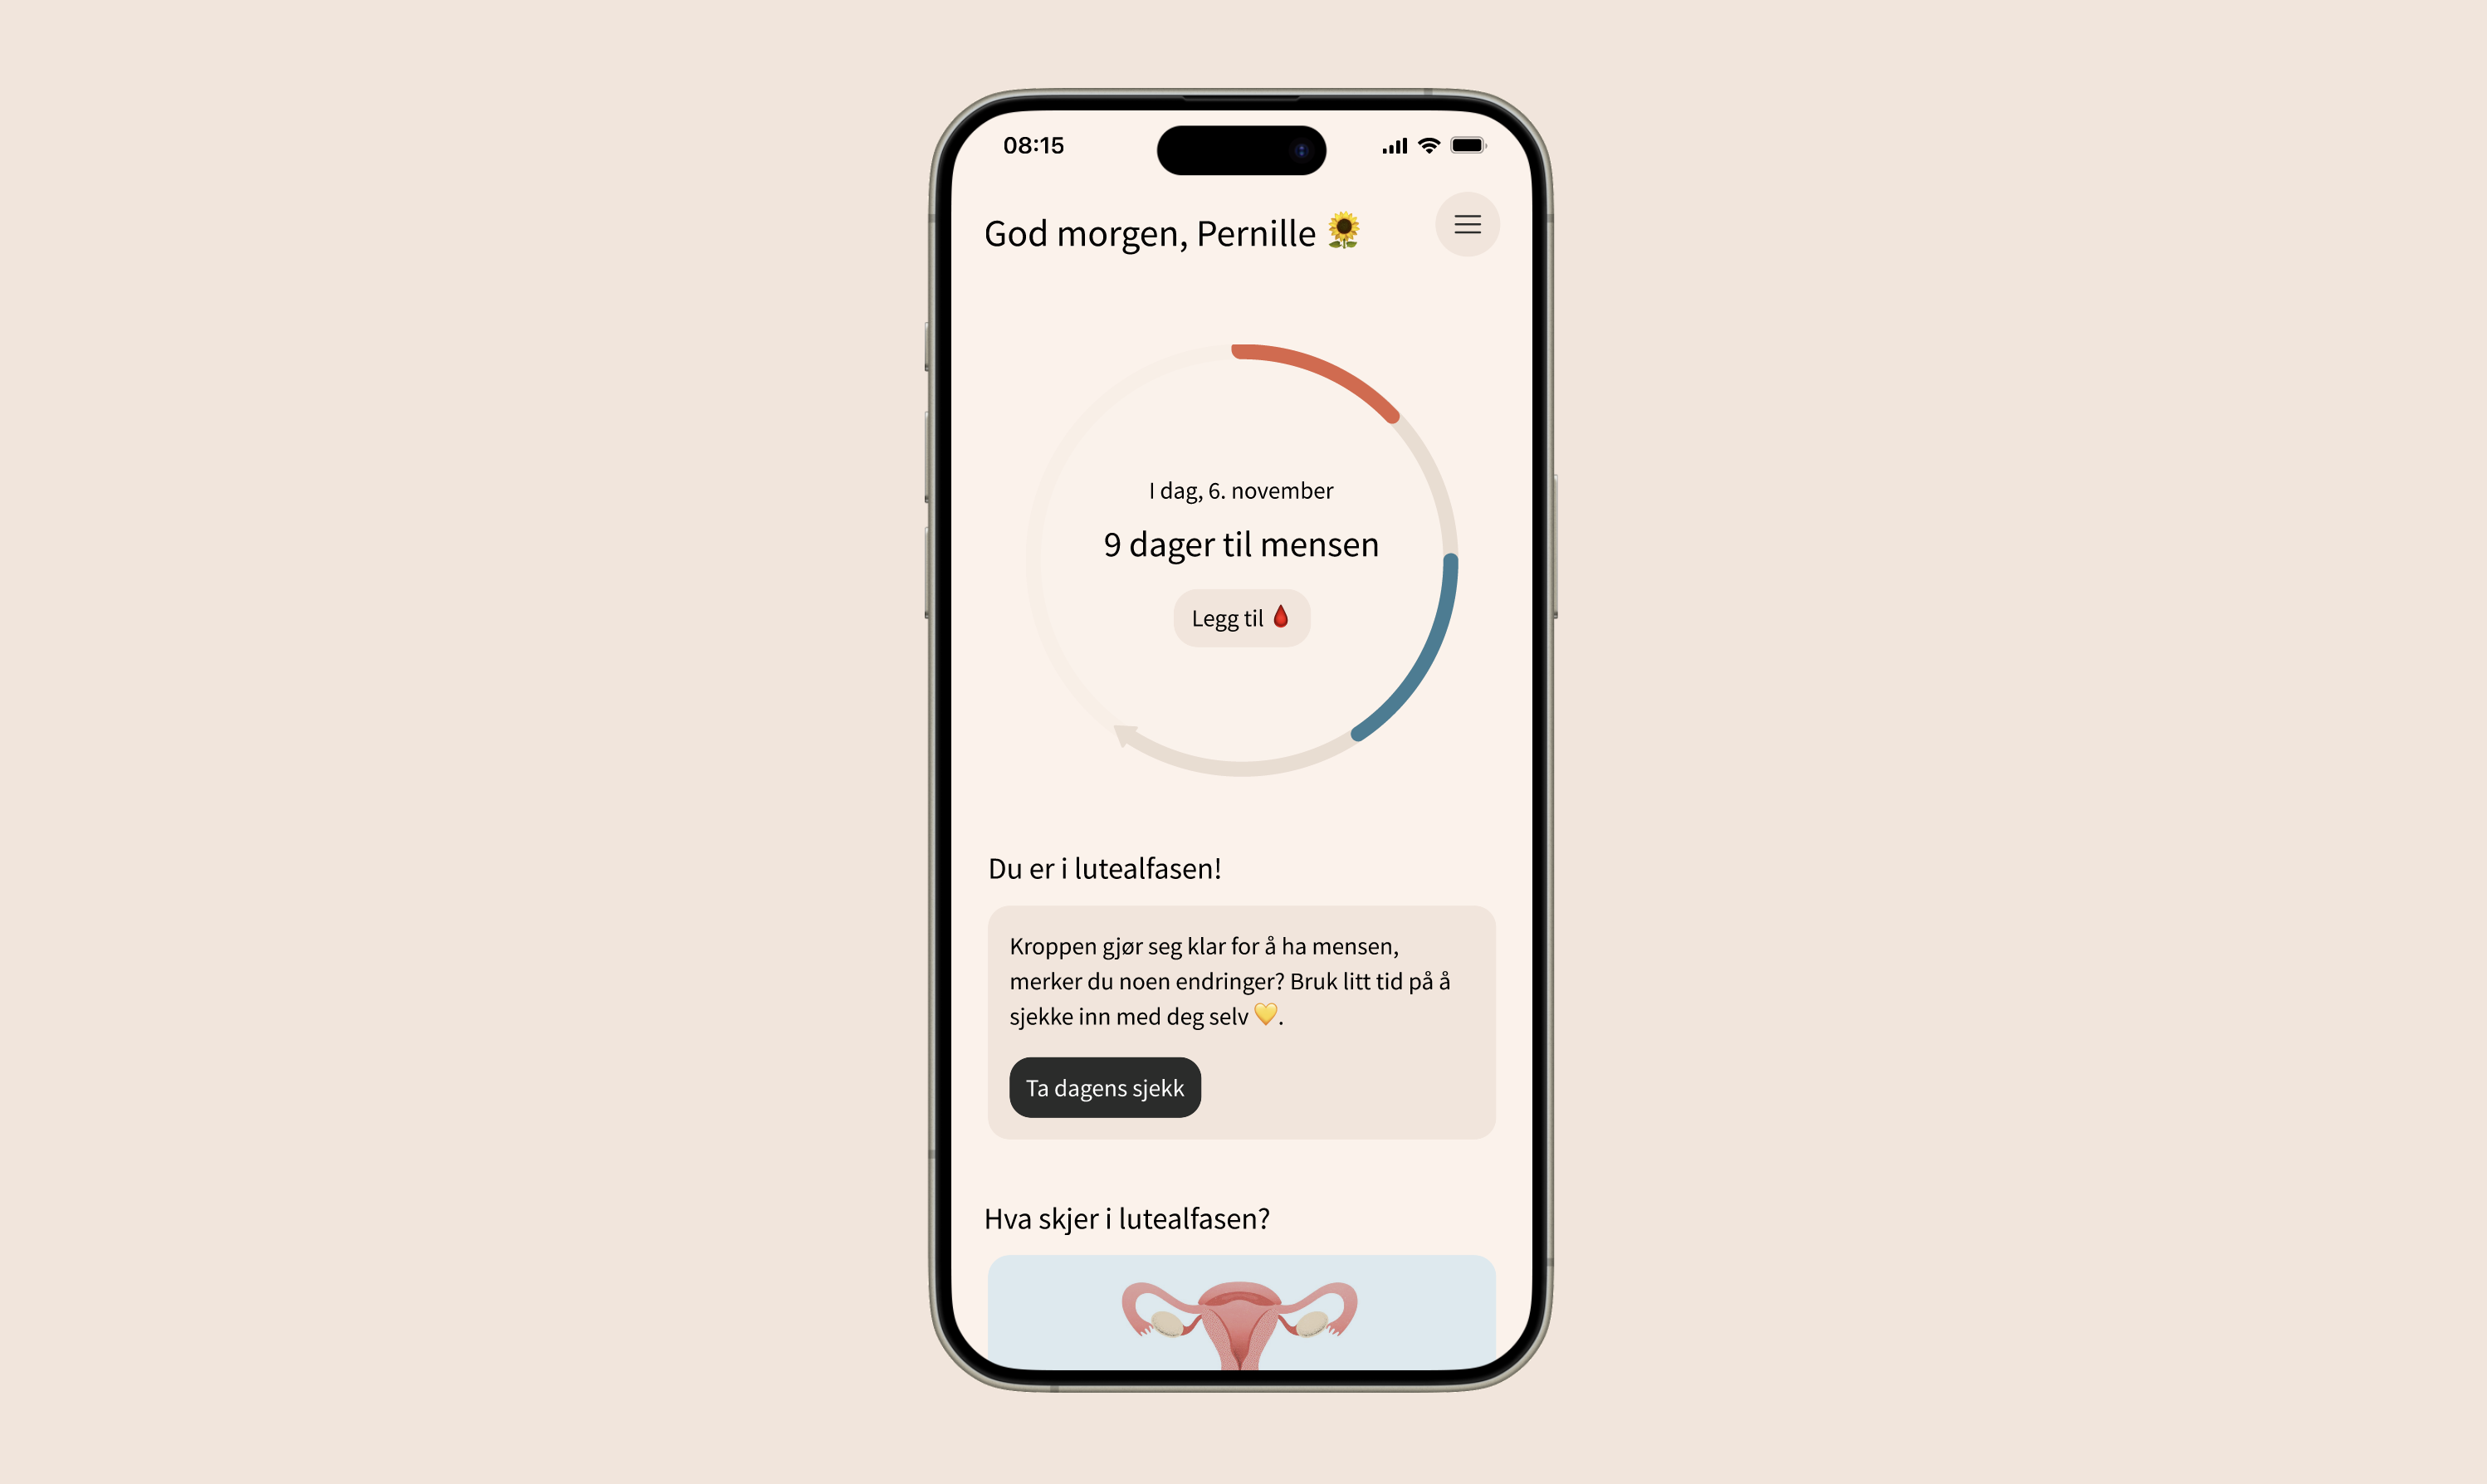 08:15
God morgen, Pernille 🌻
I dag, 6. november
9 dager til mensen
Legg til 🩸
Du er i lutealfasen!
Kroppen gjør seg klar for å ha mensen,
merker du noen endringer? Bruk litt tid på å
sjekke inn med deg selv 💛.
Ta dagens sjekk
Hva skjer i lutealfasen?